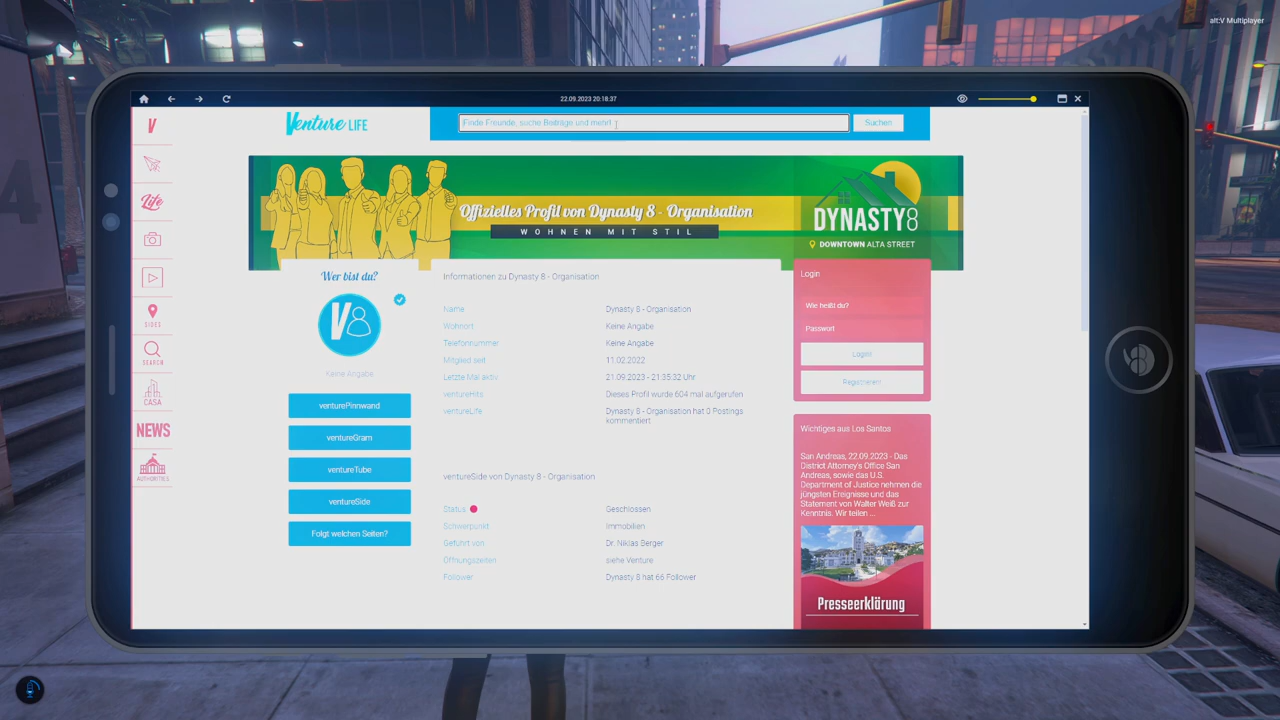 alt:V Multiplayer
22.09.2023 20:18:37
Venture LIFE
Finde Freunde, suche Beiträge und mehr!
Suchen
V
Life
SIDES
SEARCH
CASA
NEWS
AUTHORITIES
Offizielles Profil von Dynasty 8 - Organisation
WOHNEN MIT STIL
DYNASTY8
DOWNTOWN ALTA STREET
Wer bist du?
Keine Angabe
venturePinnwand
ventureGram
ventureTube
ventureSide
Folgt welchen Seiten?
Informationen zu Dynasty 8 - Organisation
Name Dynasty 8 - Organisation
Wohnort Keine Angabe
Telefonnummer Keine Angabe
Mitglied seit 11.02.2022
Letzte Mal aktiv 21.09.2023 - 21:35:32 Uhr
ventureHits Dieses Profil wurde 604 mal aufgerufen
ventureLife Dynasty 8 - Organisation hat 0 Postings
kommentiert
ventureSide von Dynasty 8 - Organisation
Status Geschlossen
Schwerpunkt Immobilien
Geführt von Dr. Niklas Berger
Öffnungszeiten siehe Venture
Follower Dynasty 8 hat 66 Follower
Login
Wie heißt du?
Passwort
Login!
Registrieren!
Wichtiges aus Los Santos
San Andreas, 22.09.2023 - Das
District Attorney's Office San
Andreas, sowie das U.S.
Department of Justice nehmen die
jüngsten Ereignisse und das
Statement von Walter Weiß zur
Kenntnis. Wir teilen ...
Presseerklärung